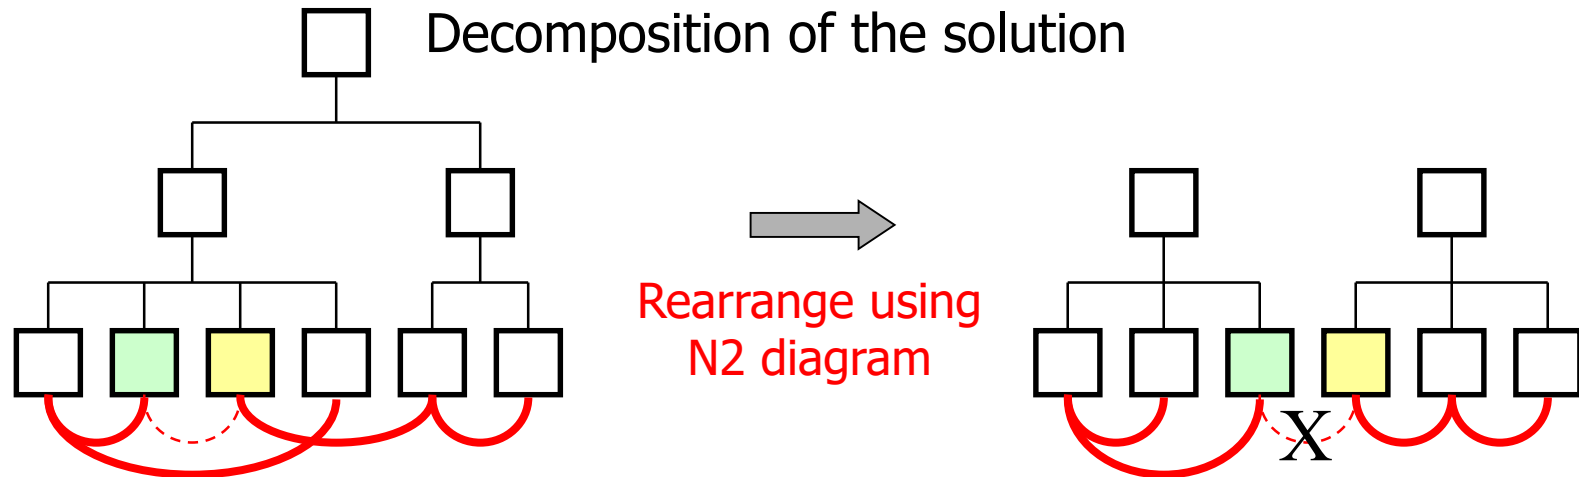 Decomposition of the solution
Rearrange using
N2 diagram
X